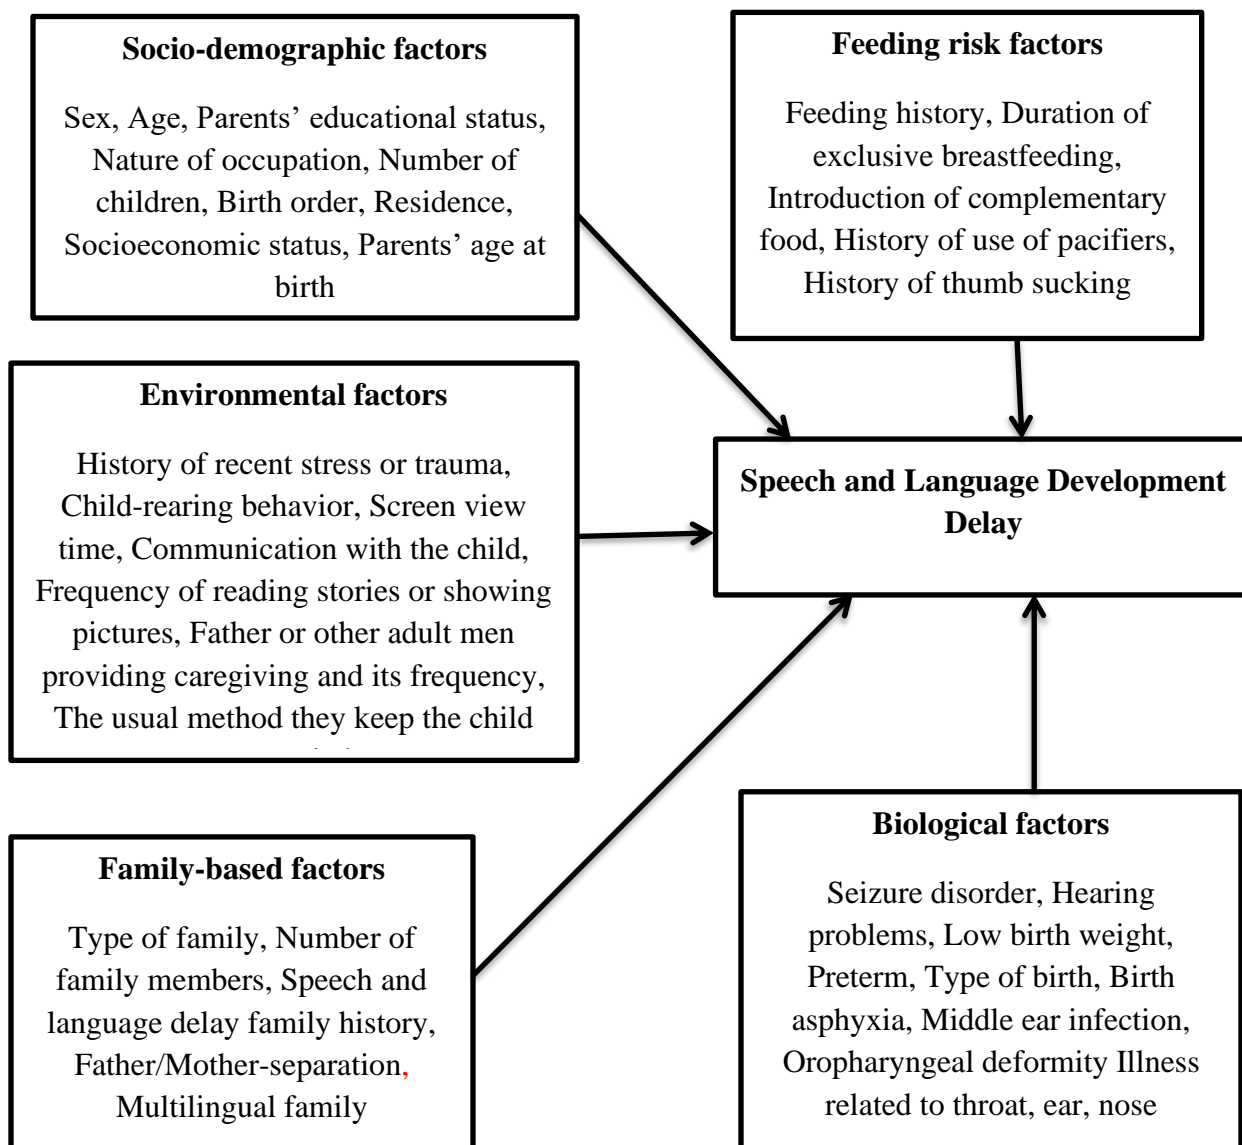 Socio-demographic factors
Sex, Age, Parents’ educational status,
Nature of occupation, Number of
children, Birth order, Residence,
Socioeconomic status, Parents’ age at
birth
Feeding risk factors
Feeding history, Duration of
exclusive breastfeeding,
Introduction of complementary
food, History of use of pacifiers,
History of thumb sucking
Environmental factors
History of recent stress or trauma,
Child-rearing behavior, Screen view
time, Communication with the child,
Frequency of reading stories or showing
pictures, Father or other adult men
providing caregiving and its frequency,
The usual method they keep the child
Speech and Language Development
Delay
Family-based factors
Type of family, Number of
family members, Speech and
language delay family history,
Father/Mother-separation,
Multilingual family
Biological factors
Seizure disorder, Hearing
problems, Low birth weight,
Preterm, Type of birth, Birth
asphyxia, Middle ear infection,
Oropharyngeal deformity Illness
related to throat, ear, nose